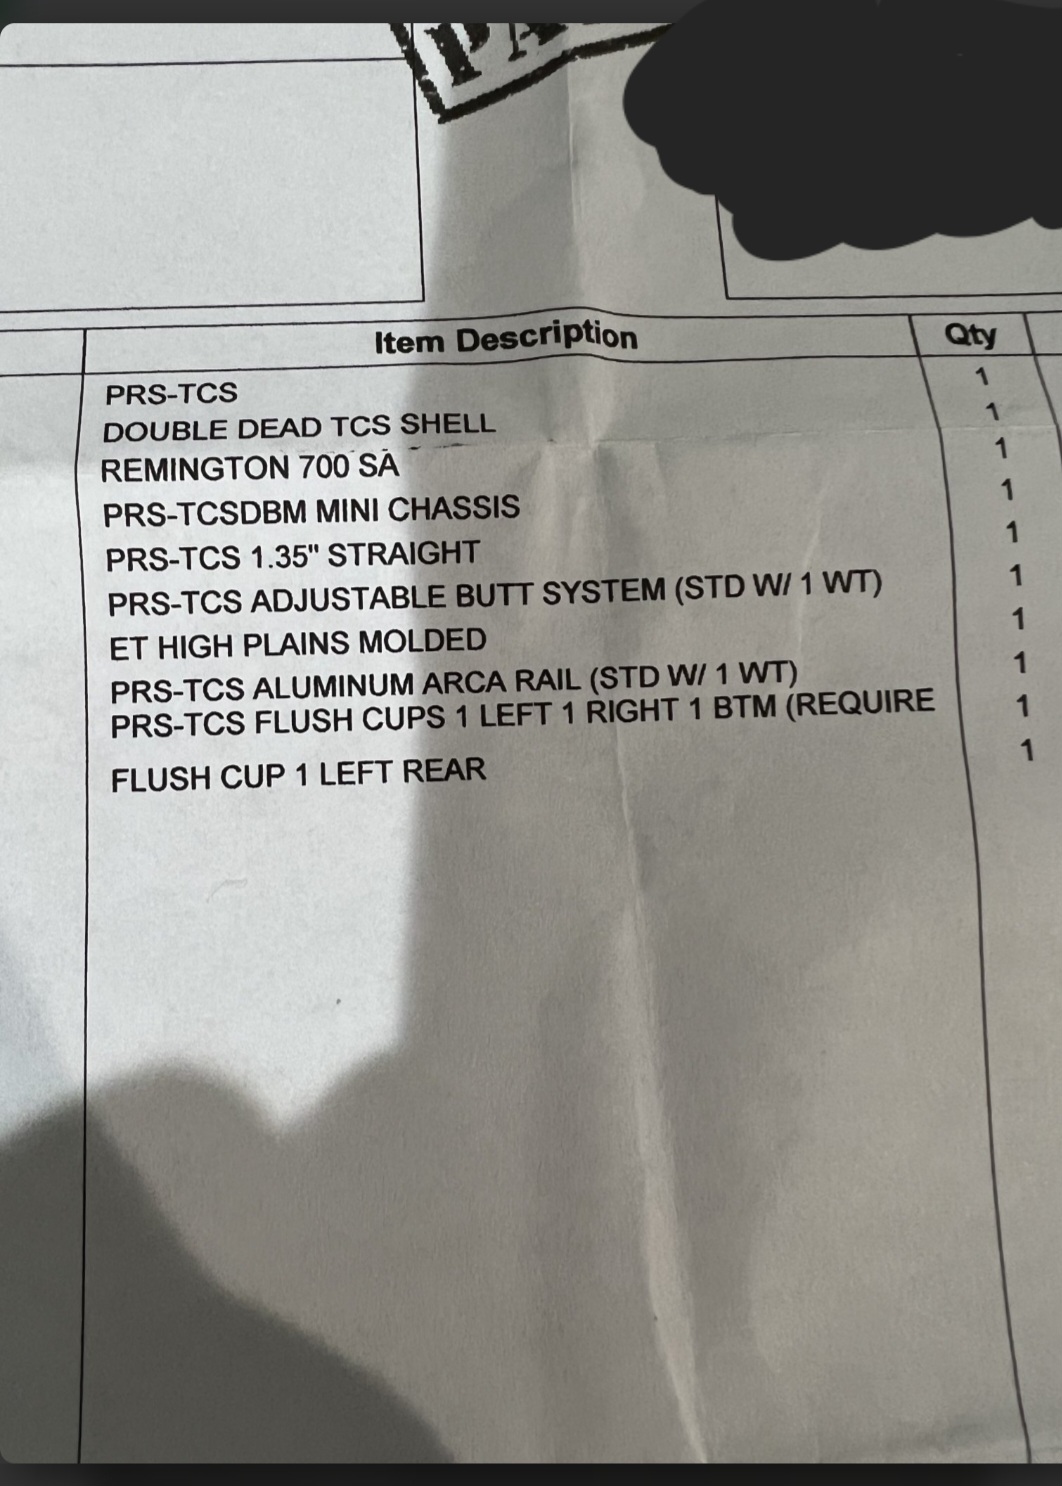 Item Description Qty
PRS-TCS 1
DOUBLE DEAD TCS SHELL 1
REMINGTON 700 SA 1
PRS-TCSDBM MINI CHASSIS 1
PRS-TCS 1.35" STRAIGHT 1
PRS-TCS ADJUSTABLE BUTT SYSTEM (STD W/ 1 WT) 1
ET HIGH PLAINS MOLDED 1
PRS-TCS ALUMINUM ARCA RAIL (STD W/ 1 WT) 1
PRS-TCS FLUSH CUPS 1 LEFT 1 RIGHT 1 BTM (REQUIRE 1
FLUSH CUP 1 LEFT REAR 1